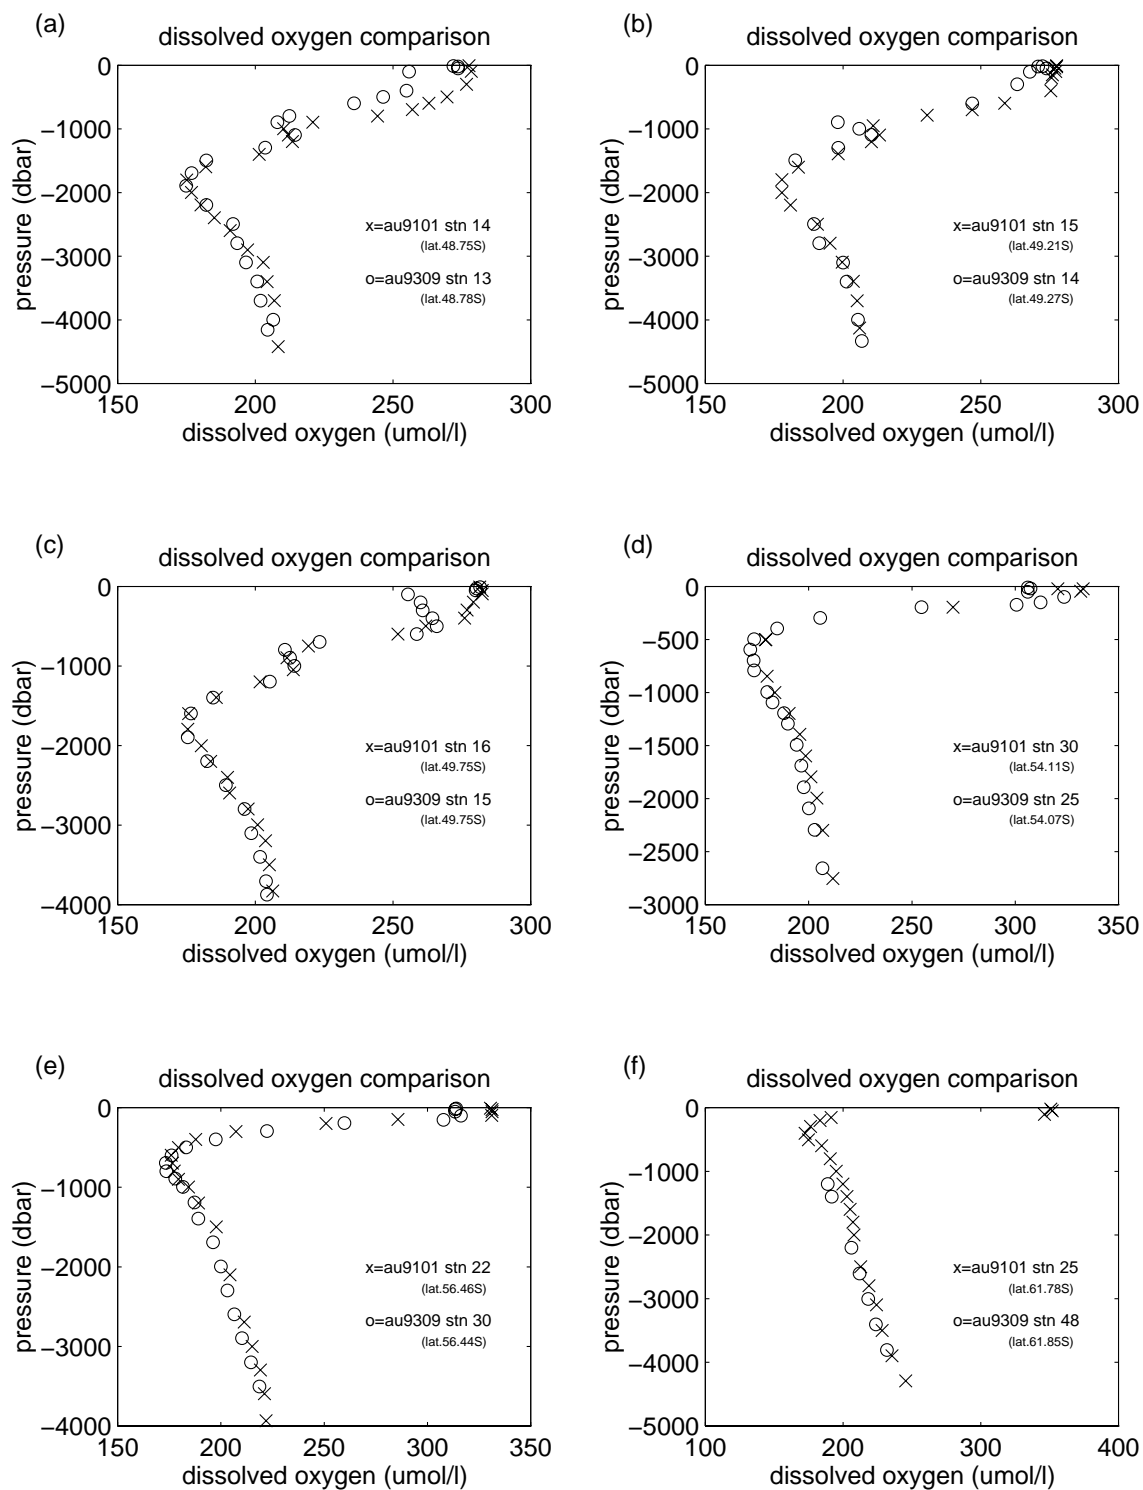 (a)
dissolved oxygen comparison
0
−1000
−2000
−3000
−4000
−5000
pressure (dbar)
x=au9101 stn 14
(lat.48.75S)
o=au9309 stn 13
(lat.48.78S)
150 200 250 300
dissolved oxygen (umol/l)
(b)
dissolved oxygen comparison
0
−1000
−2000
−3000
−4000
−5000
pressure (dbar)
x=au9101 stn 15
(lat.49.21S)
o=au9309 stn 14
(lat.49.27S)
150 200 250 300
dissolved oxygen (umol/l)
(c)
dissolved oxygen comparison
0
−1000
−2000
−3000
−4000
pressure (dbar)
x=au9101 stn 16
(lat.49.75S)
o=au9309 stn 15
(lat.49.75S)
150 200 250 300
dissolved oxygen (umol/l)
(d)
dissolved oxygen comparison
0
−500
−1000
−1500
−2000
−2500
−3000
pressure (dbar)
x=au9101 stn 30
(lat.54.11S)
o=au9309 stn 25
(lat.54.07S)
150 200 250 300 350
dissolved oxygen (umol/l)
(e)
dissolved oxygen comparison
0
−1000
−2000
−3000
−4000
pressure (dbar)
x=au9101 stn 22
(lat.56.46S)
o=au9309 stn 30
(lat.56.44S)
150 200 250 300 350
dissolved oxygen (umol/l)
(f)
dissolved oxygen comparison
0
−1000
−2000
−3000
−4000
−5000
pressure (dbar)
x=au9101 stn 25
(lat.61.78S)
o=au9309 stn 48
(lat.61.85S)
100 200 300 400
dissolved oxygen (umol/l)